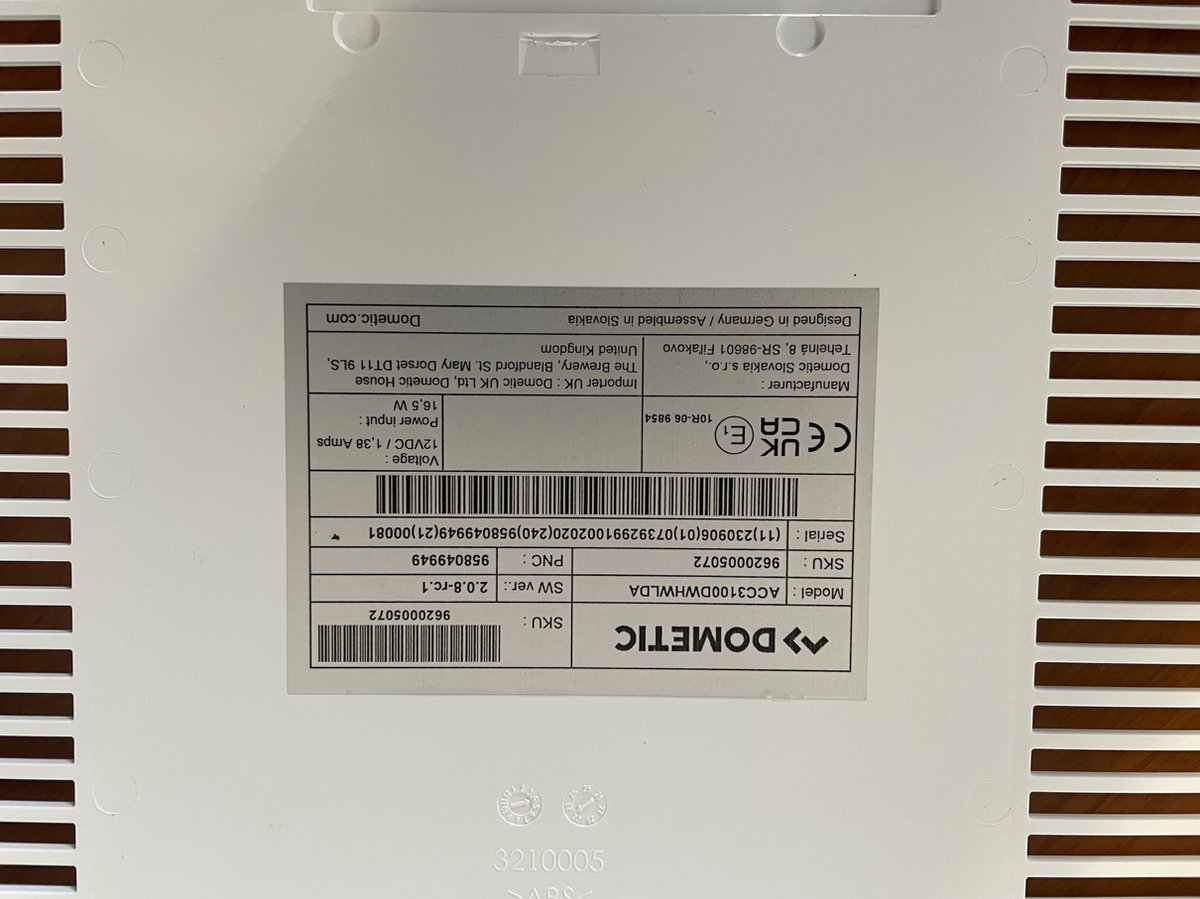 DOMETIC
SKU : 9620005072
Model : ACC3100DWHWLDA
SW ver.: 2.0.8-rc.1
SKU : 9620005072
PNC : 958049949
Serial : (11)230906(01)07392991002020(240)958049949(21)00081
CE UK CA E1 10R-06 9854
Voltage :
12VDC / 1,38 Amps
Power input :
16,5 W
Manufacturer :
Dometic Slovakia s.r.o.,
Tehelná 8, SR-98601 Fiľakovo
Importer UK : Dometic UK Ltd, Dometic House
The Brewery, Blandford St. Mary Dorset DT11 9LS,
United Kingdom
Designed in Germany / Assembled in Slovakia
Dometic.com
3210005
>ABS<